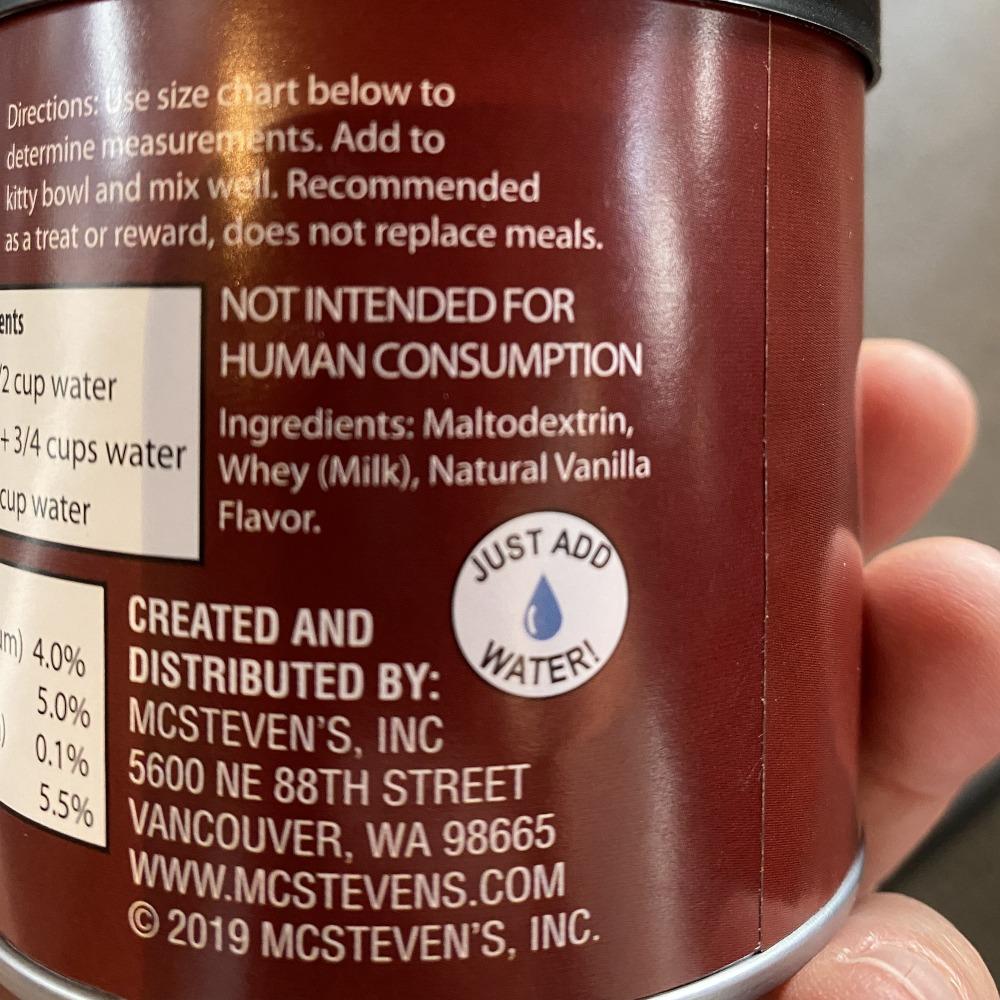 Directions: Use size chart below to
determine measurements. Add to
kitty bowl and mix well. Recommended
as a treat or reward, does not replace meals.
ents
/2 cup water
+ 3/4 cups water
cup water
NOT INTENDED FOR
HUMAN CONSUMPTION
Ingredients: Maltodextrin,
Whey (Milk), Natural Vanilla
Flavor.
JUST ADD
WATER!
um) 4.0%
5.0%
) 0.1%
5.5%
CREATED AND
DISTRIBUTED BY:
MCSTEVEN'S, INC
5600 NE 88TH STREET
VANCOUVER, WA 98665
WWW.MCSTEVENS.COM
© 2019 MCSTEVEN'S, INC.